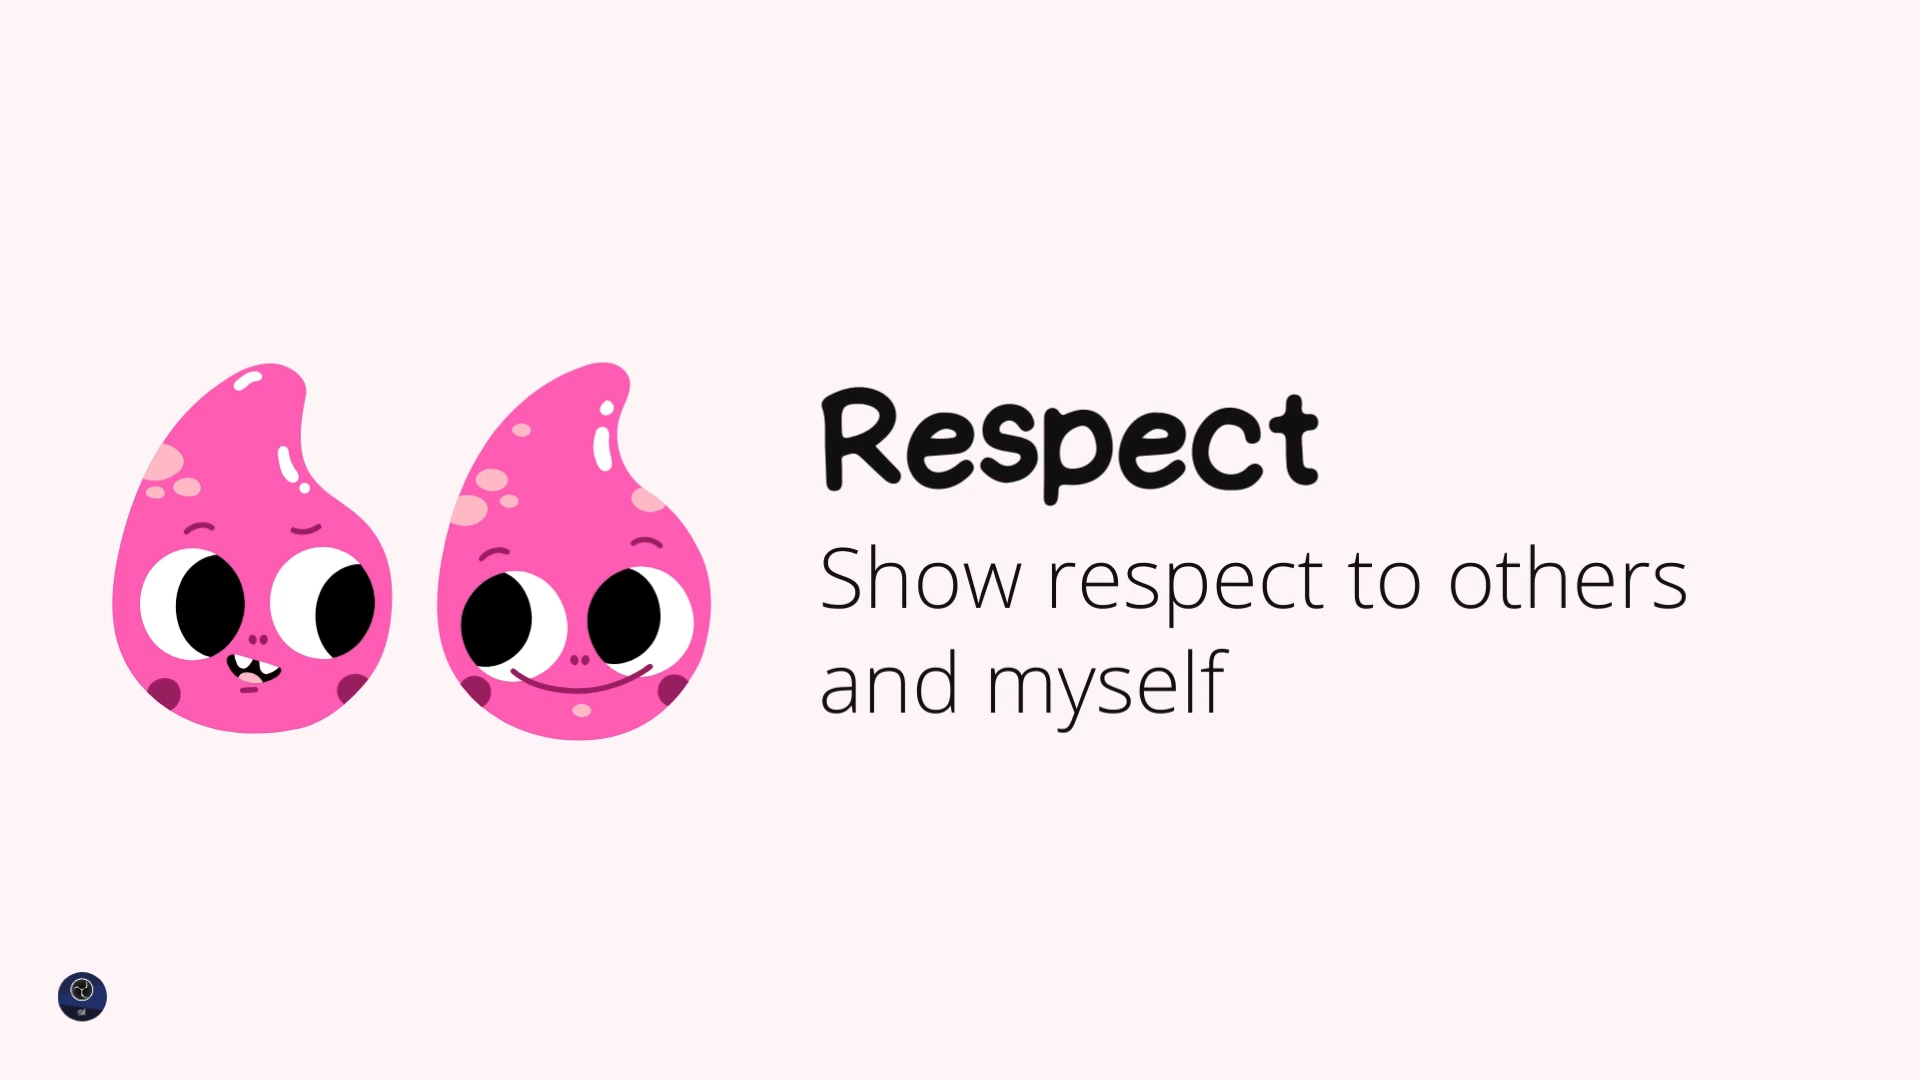 Respect
Show respect to others
and myself